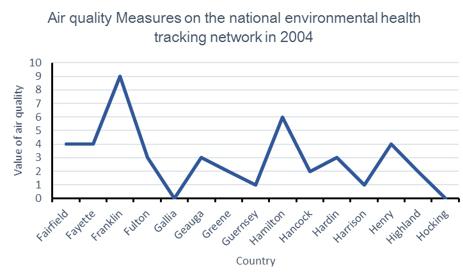 Air quality Measures on the national environmental health
tracking network in 2004
Value of air quality
10
9
8
7
6
5
4
3
2
1
0
Fairfield
Fayette
Franklin
Fulton
Gallia
Geauga
Greene
Guernsey
Hamilton
Hancock
Hardin
Harrison
Henry
Highland
Hocking
Country